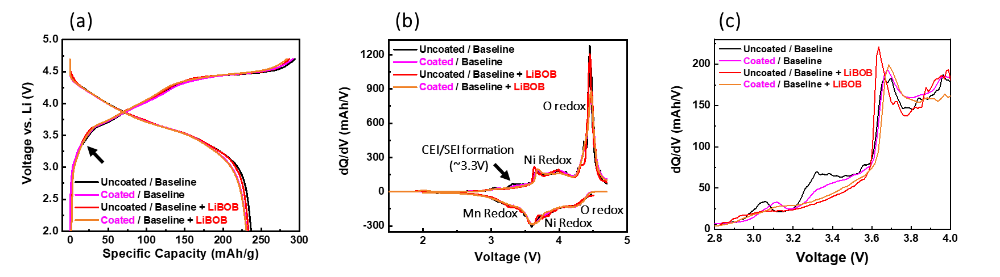 (a)
5.0
4.5
4.0
3.5
3.0
2.5
2.0
Voltage vs. Li (V)
Uncoated / Baseline
Coated / Baseline
Uncoated / Baseline + LiBOB
Coated / Baseline + LiBOB
0 50 100 150 200 250 300
Specific Capacity (mAh/g)
(b)
1200
900
600
300
0
-300
dQ/dV (mAh/V)
Uncoated / Baseline
Coated / Baseline
Uncoated / Baseline + LiBOB
Coated / Baseline + LiBOB
O redox
CEI/SEI formation
(~3.3V)
Ni Redox
Mn Redox
O redox
Ni Redox
2 3 4 5
Voltage (V)
(c)
200
150
100
50
0
dQ/dV (mAh/V)
Uncoated / Baseline
Coated / Baseline
Uncoated / Baseline + LiBOB
Coated / Baseline + LiBOB
2.8 3.0 3.2 3.4 3.6 3.8 4.0
Voltage (V)